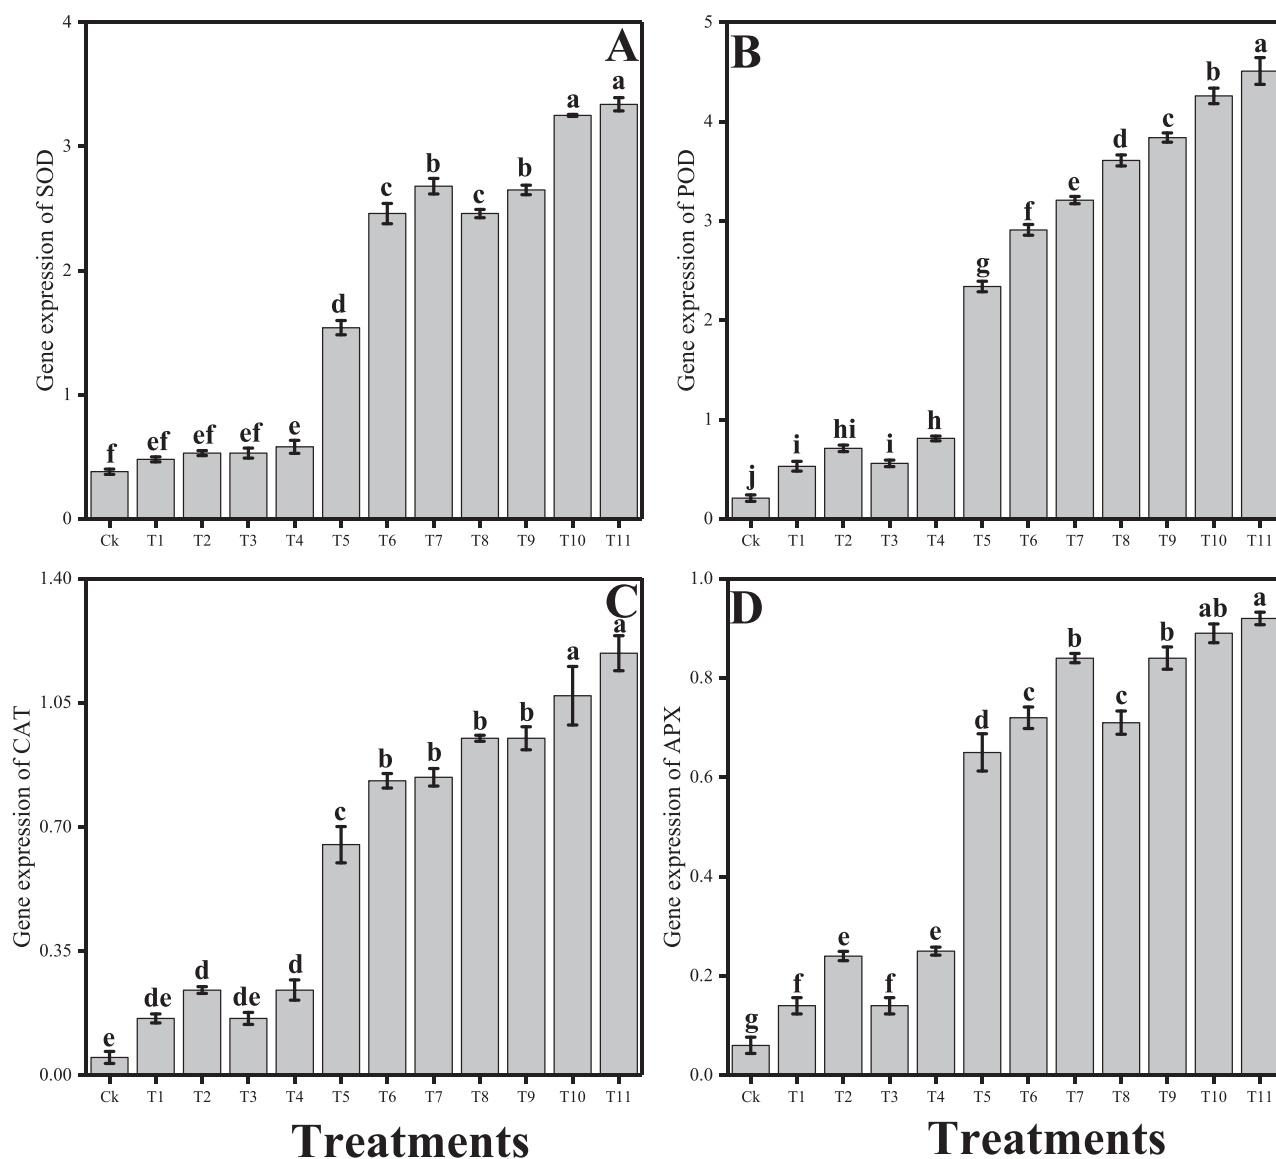 A
Gene expression of SOD
4
3
2
1
0
f
ef
ef
ef
e
d
c
b
c
b
a
a
Ck T1 T2 T3 T4 T5 T6 T7 T8 T9 T10 T11
B
Gene expression of POD
5
4
3
2
1
0
j
i
hi
i
h
g
f
e
d
c
b
a
Ck T1 T2 T3 T4 T5 T6 T7 T8 T9 T10 T11
C
Gene expression of CAT
1.40
1.05
0.70
0.35
0.00
e
de
d
de
d
c
b
b
b
b
a
a
Ck T1 T2 T3 T4 T5 T6 T7 T8 T9 T10 T11
Treatments
D
Gene expression of APX
1.0
0.8
0.6
0.4
0.2
0.0
g
f
e
f
e
d
c
b
c
b
ab
a
Ck T1 T2 T3 T4 T5 T6 T7 T8 T9 T10 T11
Treatments